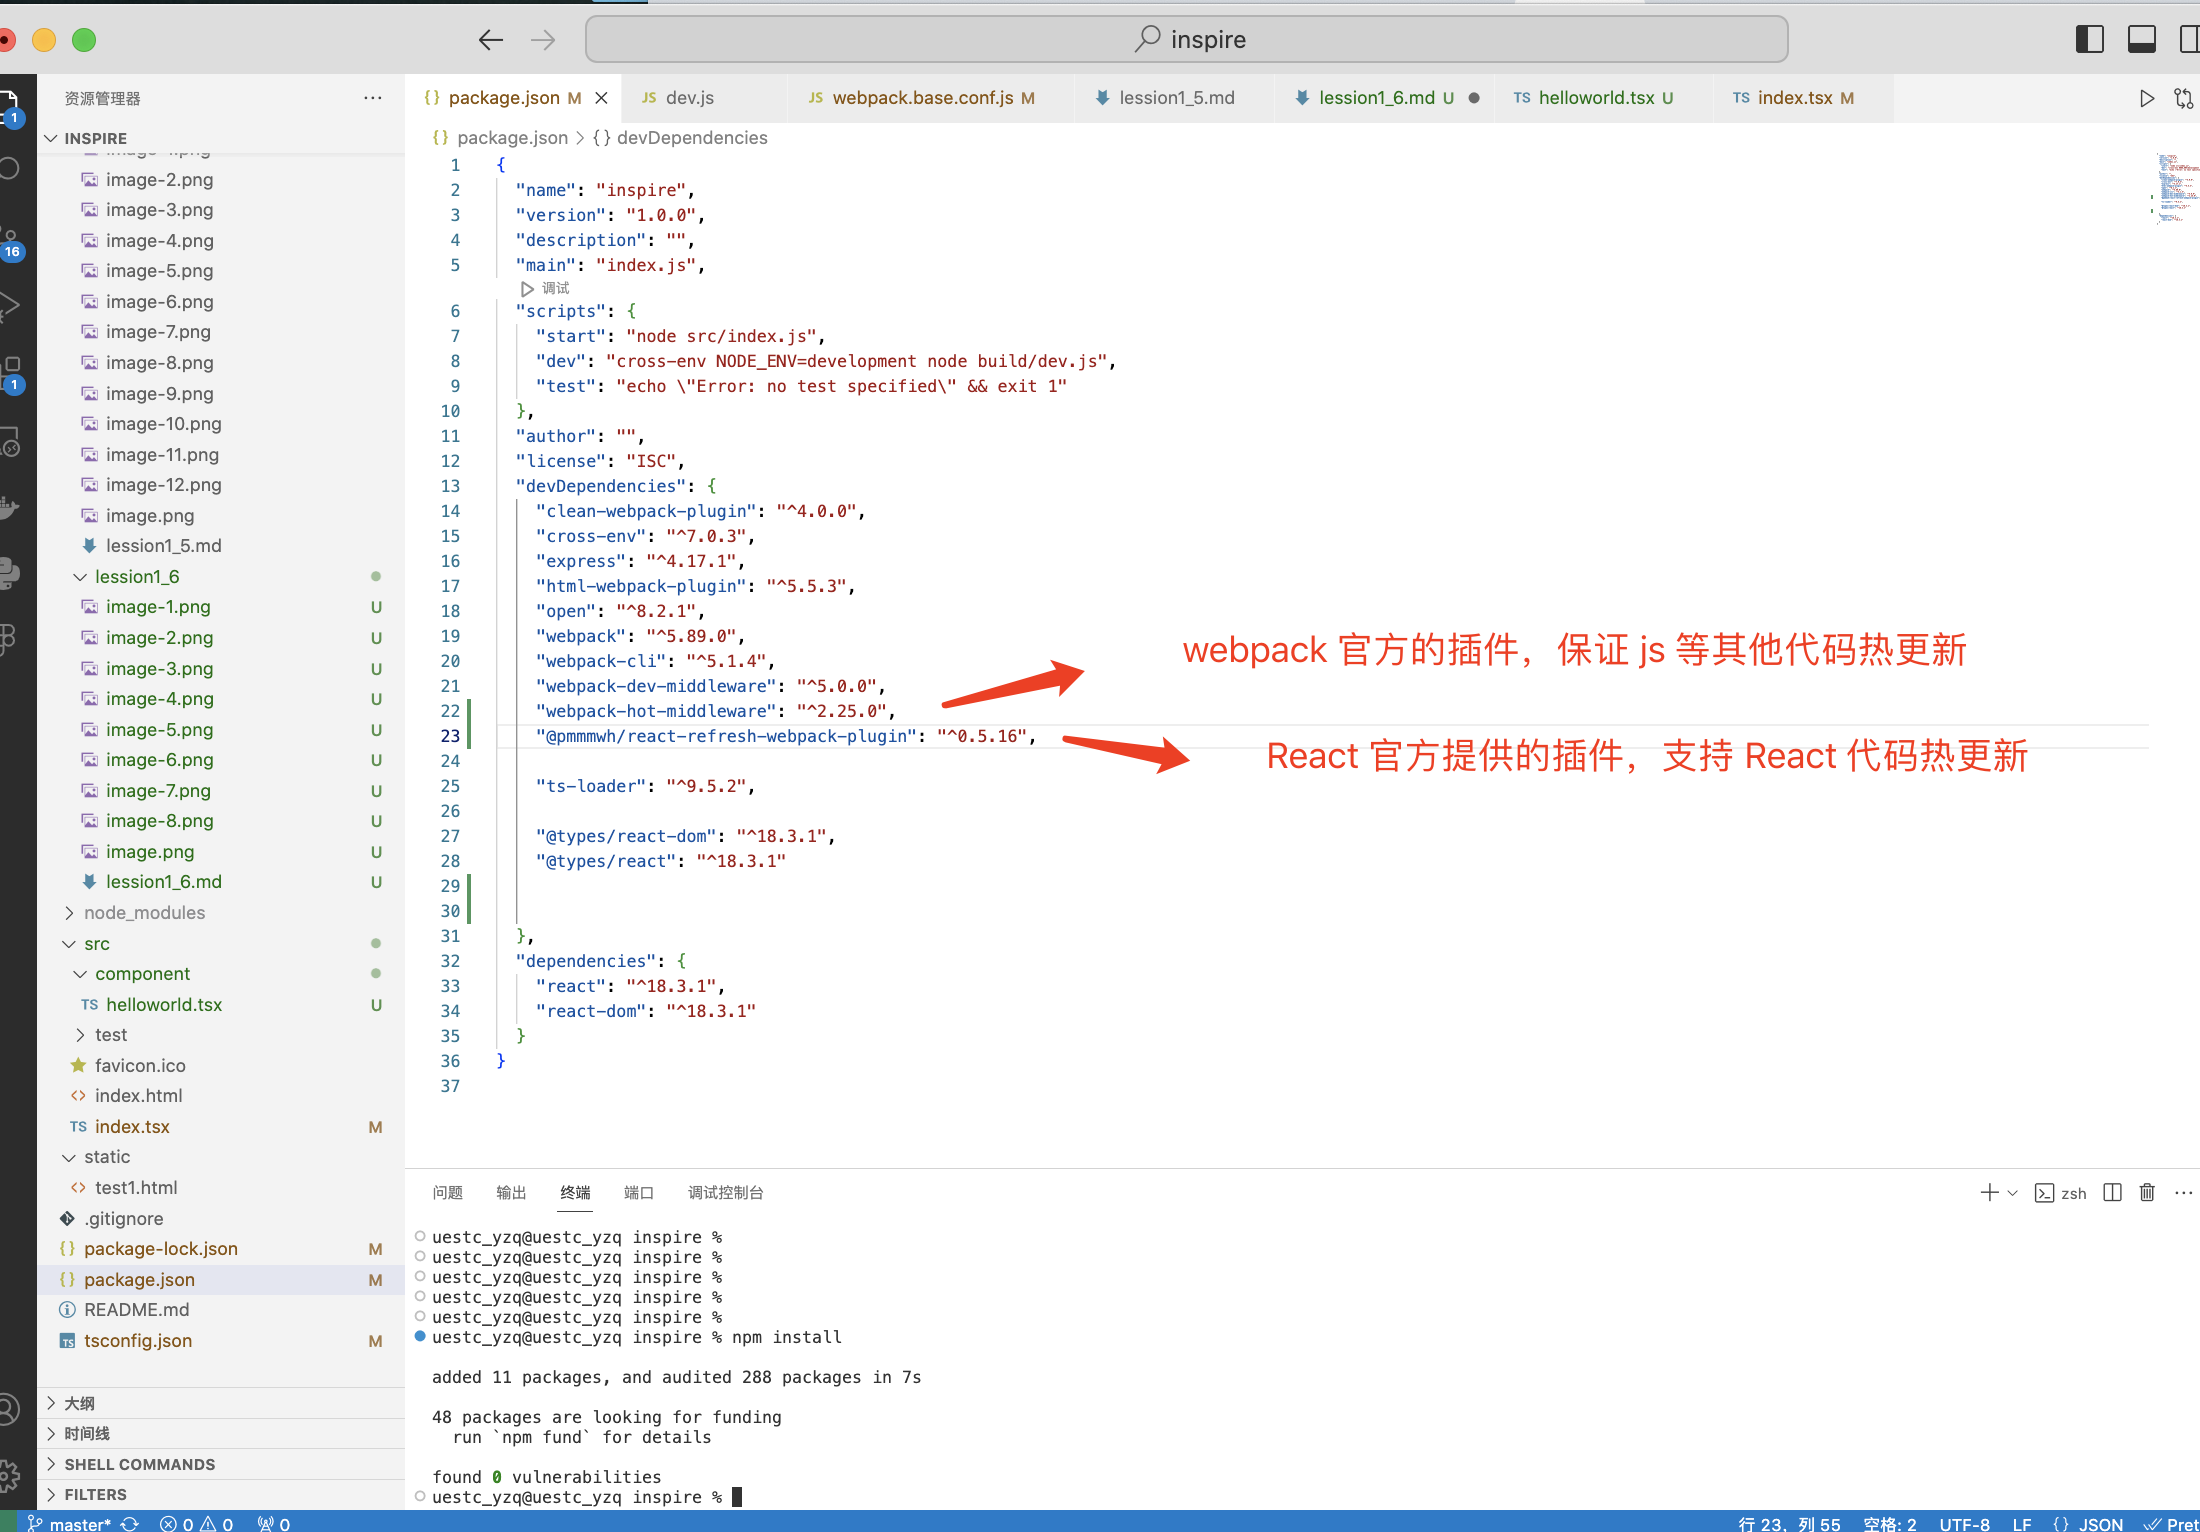 inspire
资源管理器
package.json M
JS dev.js
JS webpack.base.conf.js M
lession1_5.md
lession1_6.md U
TS helloworld.tsx U
TS index.tsx M
INSPIRE
package.json > {} devDependencies
image-2.png
image-3.png
image-4.png
image-5.png
image-6.png
image-7.png
image-8.png
image-9.png
image-10.png
image-11.png
image-12.png
image.png
lession1_5.md
lession1_6
image-1.png U
image-2.png U
image-3.png U
image-4.png U
image-5.png U
image-6.png U
image-7.png U
image-8.png U
image.png U
lession1_6.md U
node_modules
src
component
TS helloworld.tsx U
test
favicon.ico
index.html
TS index.tsx M
static
test1.html
.gitignore
package-lock.json M
package.json M
README.md
tsconfig.json M
大纲
时间线
SHELL COMMANDS
FILTERS
1
16
1
1 {
2 "name": "inspire",
3 "version": "1.0.0",
4 "description": "",
5 "main": "index.js",
调试
6 "scripts": {
7 "start": "node src/index.js",
8 "dev": "cross-env NODE_ENV=development node build/dev.js",
9 "test": "echo \"Error: no test specified\" && exit 1"
10 },
11 "author": "",
12 "license": "ISC",
13 "devDependencies": {
14 "clean-webpack-plugin": "^4.0.0",
15 "cross-env": "^7.0.3",
16 "express": "^4.17.1",
17 "html-webpack-plugin": "^5.5.3",
18 "open": "^8.2.1",
19 "webpack": "^5.89.0",
20 "webpack-cli": "^5.1.4",
21 "webpack-dev-middleware": "^5.0.0",
22 "webpack-hot-middleware": "^2.25.0",
23 "@pmmmwh/react-refresh-webpack-plugin": "^0.5.16",
24
25 "ts-loader": "^9.5.2",
26
27 "@types/react-dom": "^18.3.1",
28 "@types/react": "^18.3.1"
29
30
31 },
32 "dependencies": {
33 "react": "^18.3.1",
34 "react-dom": "^18.3.1"
35 }
36 }
37
webpack 官方的插件，保证 js 等其他代码热更新
React 官方提供的插件，支持 React 代码热更新
问题 输出 终端 端口 调试控制台
zsh
uestc_yzq@uestc_yzq inspire %
uestc_yzq@uestc_yzq inspire %
uestc_yzq@uestc_yzq inspire %
uestc_yzq@uestc_yzq inspire %
uestc_yzq@uestc_yzq inspire %
uestc_yzq@uestc_yzq inspire % npm install
added 11 packages, and audited 288 packages in 7s
48 packages are looking for funding
run `npm fund` for details
found 0 vulnerabilities
uestc_yzq@uestc_yzq inspire %
master* 0 0 0
行 23，列 55 空格: 2 UTF-8 LF {} JSON